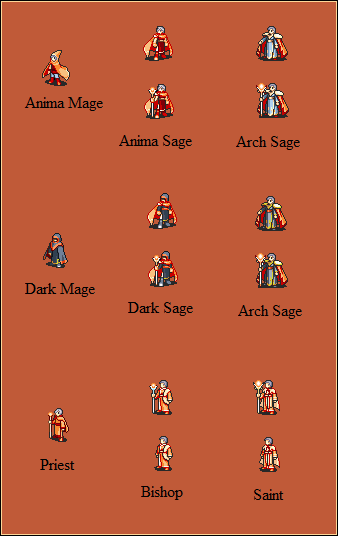 Anima Mage
Anima Sage
Arch Sage
Dark Mage
Dark Sage
Arch Sage
Priest
Bishop
Saint